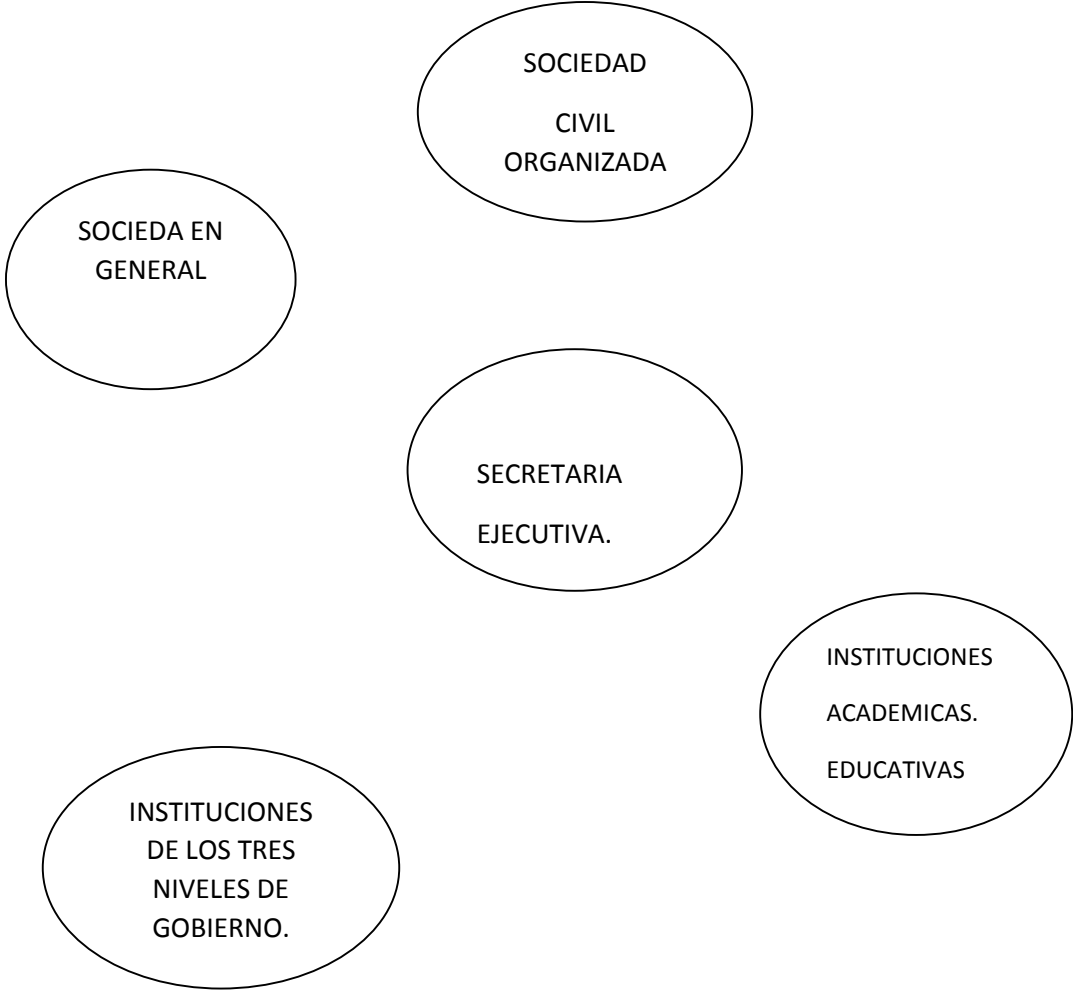 SOCIEDAD
CIVIL
ORGANIZADA
SOCIEDA EN
GENERAL
SECRETARIA
EJECUTIVA.
INSTITUCIONES
ACADEMICAS.
EDUCATIVAS
INSTITUCIONES
DE LOS TRES
NIVELES DE
GOBIERNO.